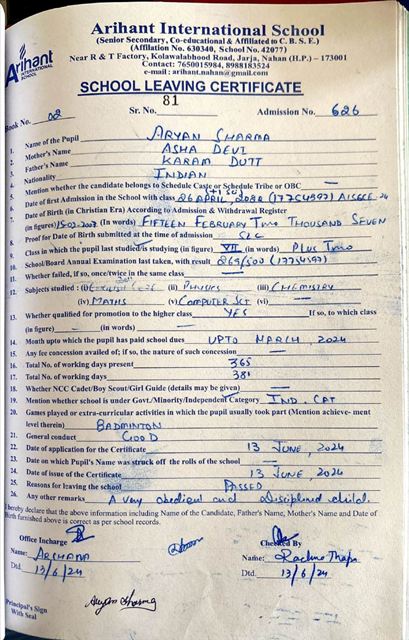 Arihant International School
(Senior Secondary, Co-educational & Affiliated to C. B. S. E.)
(Affiliation No. 630340, School No. 42077)
Near R & T Factory, Kolawalabhood Road, Jarja, Nahan (H.P.) – 173001
Contact: 7650015984, 8988183524
e-mail : arihant.nahan@gmail.com
Arihant
INTERNATIONAL SCHOOL
SCHOOL LEAVING CERTIFICATE
Book No. 02 Sr. No. 81 Admission No. 626
1. Name of the Pupil ARYAN SHARMA
2. Mother's Name ASHA DEVI
3. Father's Name KARAM DUTT
Nationality INDIAN
4. Mention whether the candidate belongs to Schedule Caste or Schedule Tribe or OBC —
Date of first Admission in the School with class 26 APRIL, (17754597) AISSCE 24
Date of Birth (in Christian Era) According to Admission & Withdrawal Register
(in figures) 15-02-2007 (In words) FIFTEEN FEBRUARY TWO THOUSAND SEVEN
8. Proof for Date of Birth submitted at the time of admission SLC
9. Class in which the pupil last studied/is studying (in figure) VII (in words) PLUS TWO
10. School/Board Annual Examination last taken, with result 269/500 (17754597)
11. Whether failed, if so, once/twice in the same class —
12. Subjects studied : (i) 301 (ii) PHYSICS (iii) CHEMISTRY
(iv) MATHS (v) COMPUTER SCI (vi) —
13. Whether qualified for promotion to the higher class YES If so, to which class
(in figure) — (in words) —
14. Month upto which the pupil has paid school dues UPTO MARCH, 2024
15. Any fee concession availed of; if so, the nature of such concession —
16. Total No. of working days present 365
17. Total No. of working days 381
18. Whether NCC Cadet/Boy Scout/Girl Guide (details may be given) —
19. Mention whether school is under Govt./Minority/Independent Category IND. CAT
20. Games played or extra-curricular activities in which the pupil usually took part (Mention achieve- ment
level therein) BADMINTON
21. General conduct GOOD
22. Date of application for the Certificate 13 JUNE, 2024
23. Date on which Pupil's Name was struck off the rolls of the school —
24. Date of issue of the Certificate 13 JUNE, 2024
25. Reasons for leaving the school PASSED
26. Any other remarks A very obedient and disciplined child.
I hereby declare that the above information including Name of the Candidate, Father's Name, Mother's Name and Date of
Birth furnished above is correct as per school records.
Office Incharge Checked By
Name: ARCHANA Name: Rachna Thapa
Dtd. 13/6/24 Dtd. 13/6/24
Aryan Sharma
Principal's Sign
With Seal